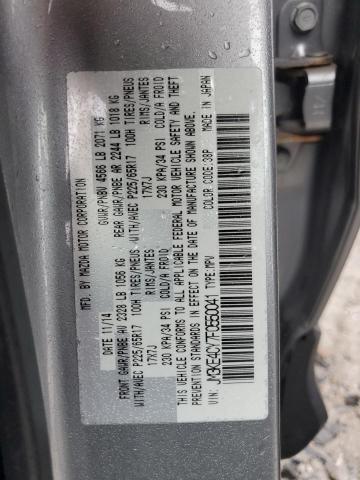 MFD. BY MAZDA MOTOR CORPORATION
DATE: 11/14 GVWR/PNBV 4566 LB 2071 KG
FRONT GAWR/PNBE AV 2328 LB 1056 KG REAR GAWR/PNBE AR 2244 LB 1018 KG
WITH/AVEC P225/65R17 100H TIRES/PNEUS WITH/AVEC P225/65R17 100H TIRES/PNEUS
17X7J RIMS/JANTES 17X7J RIMS/JANTES
230 KPA/34 PSI COLD/A FROID 230 KPA/34 PSI COLD/A FROID
THIS VEHICLE CONFORMS TO ALL APPLICABLE FEDERAL MOTOR VEHICLE SAFETY AND THEFT
PREVENTION STANDARDS IN EFFECT ON THE DATE OF MANUFACTURE SHOWN ABOVE.
VIN: TYPE: MPV COLOR CODE: 38P MADE IN JAPAN